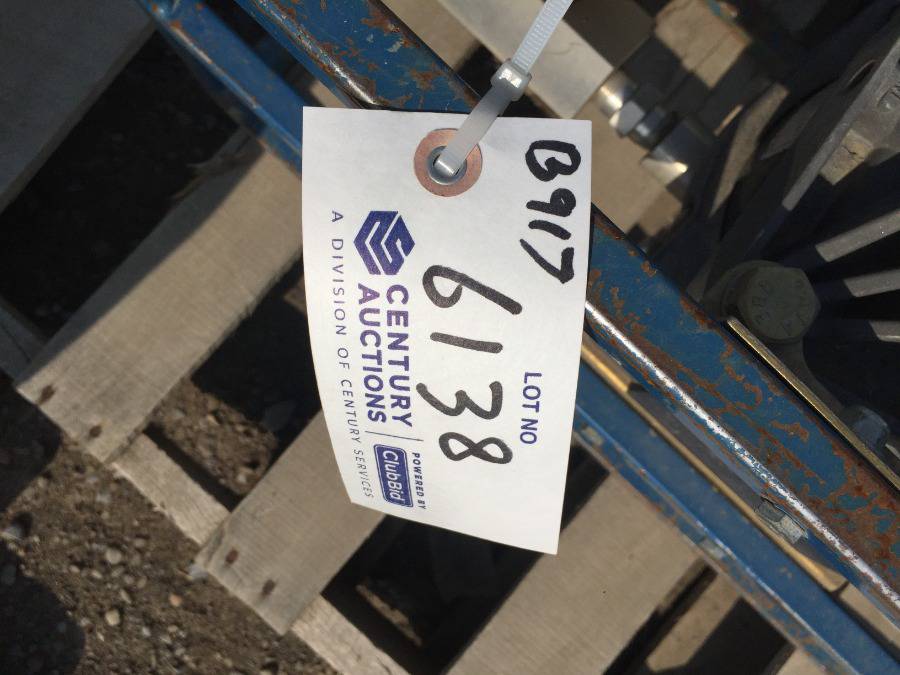 B917
LOT NO
6138
CENTURY
AUCTIONS
POWERED BY
ClubBid
A DIVISION OF CENTURY SERVICES